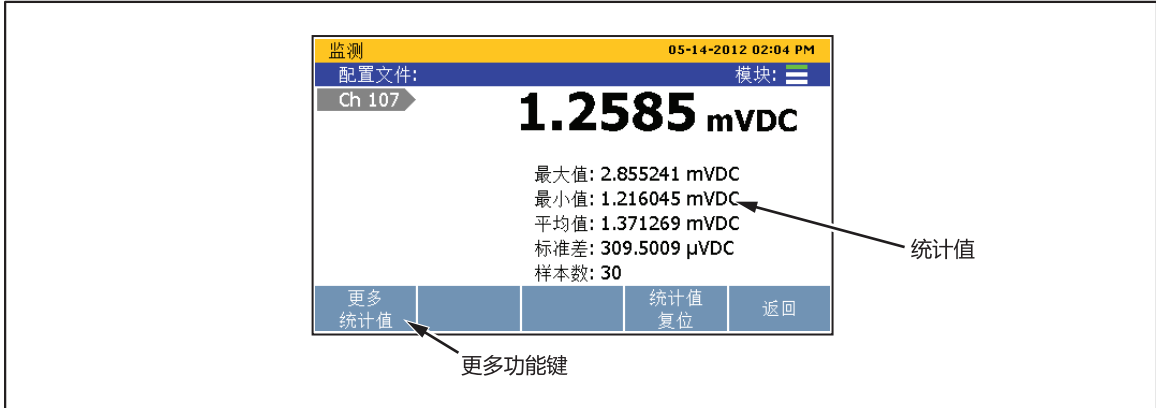 监测 05-14-2012 02:04 PM
配置文件: 模块:
Ch 107
1.2585 mVDC
最大值: 2.855241 mVDC
最小值: 1.216045 mVDC
平均值: 1.371269 mVDC
标准差: 309.5009 µVDC
样本数: 30
统计值
更多 统计值
统计值 复位
返回
更多功能键